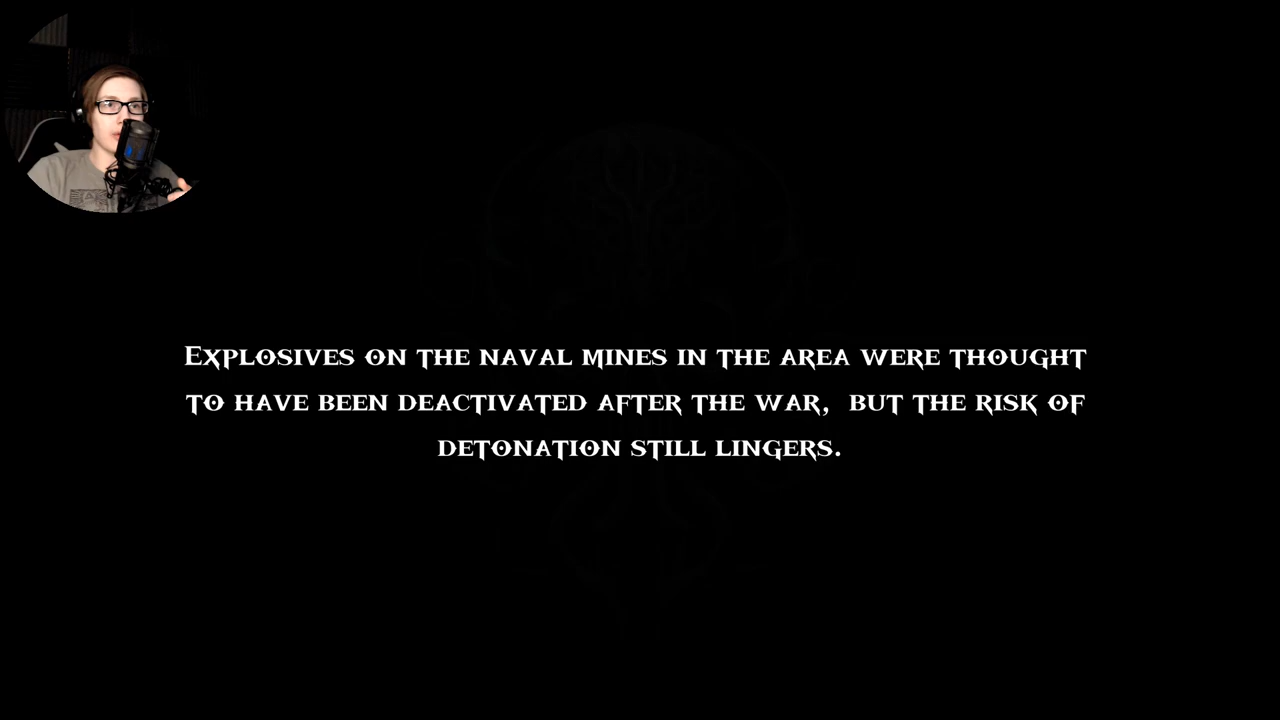 Explosives on the naval mines in the area were thought
to have been deactivated after the war,  but the risk of
detonation still lingers.